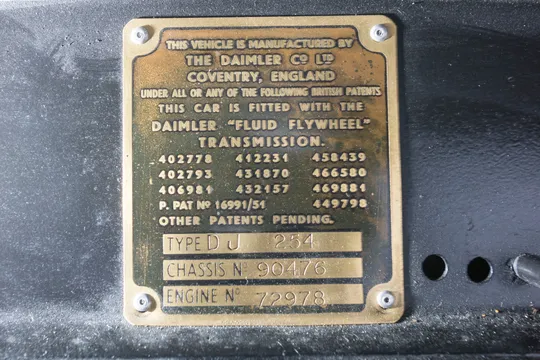 THIS VEHICLE IS MANUFACTURED BY
THE DAIMLER Co LTD
COVENTRY, ENGLAND
UNDER ALL OR ANY OF THE FOLLOWING BRITISH PATENTS
THIS CAR IS FITTED WITH THE
DAIMLER "FLUID FLYWHEEL"
TRANSMISSION.
402778 412231 458439
402793 431870 466580
406981 432157 469881
P. PAT No 16991/51 449798
OTHER PATENTS PENDING.
TYPE D J 254
CHASSIS No 90476
ENGINE No 72978